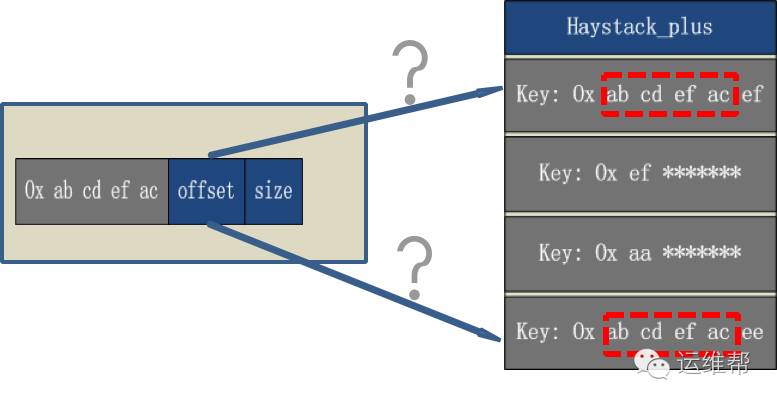 ?
Haystack_plus
Key: 0x ab cd ef ac ef
0x ab cd ef ac offset size
Key: 0x ef *******
Key: 0x aa *******
?
Key: 0x ab cd ef ac ee
运维帮